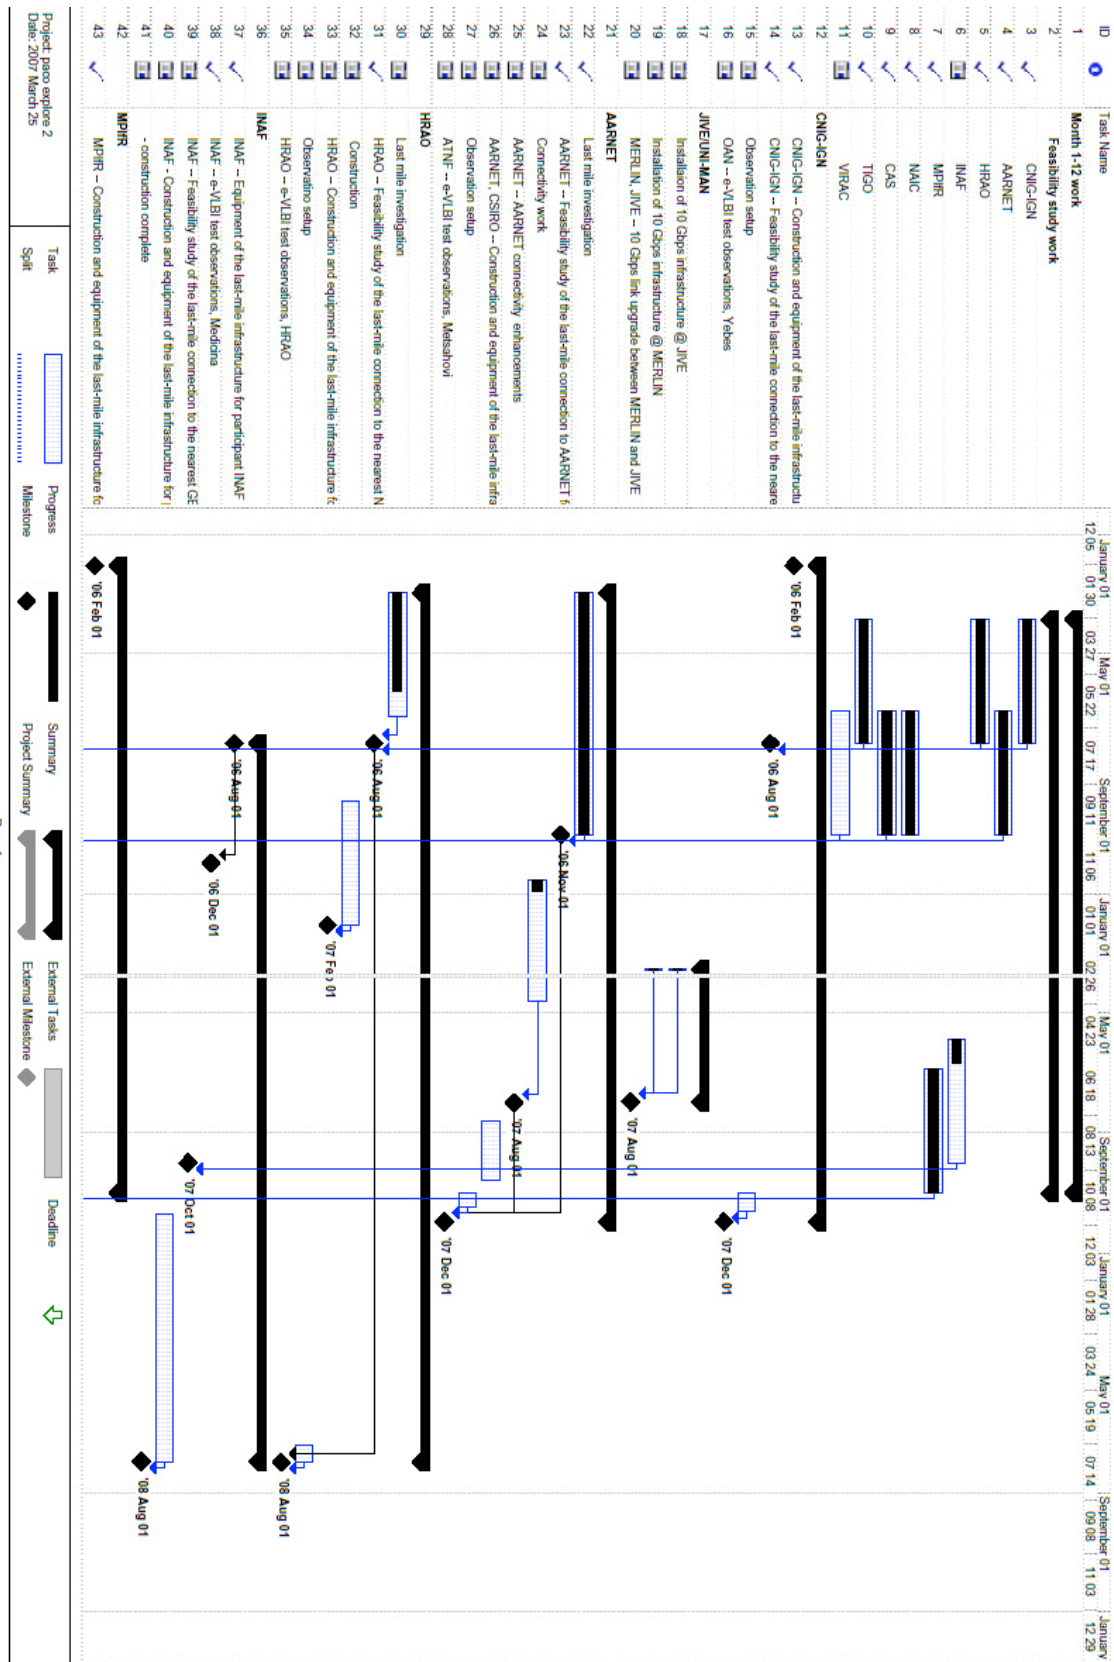 ID Task Name
January 01 May 01 September 01 January 01 May 01 September 01 January 01 May 01 September 01 January
12 05 01 30 03 27 05 22 07 17 09 11 11 06 01 01 02 26 04 23 06 18 08 13 10 08 12 03 01 28 03 24 05 19 07 14 09 08 11 03 12 29
1 Month 1-12 work
2 Feasibility study work
3 CNIG-IGN
4 AARNET
5 HRAO
6 INAF
7 MPIfR
8 NAIC
9 CAS
10 TIGO
11 VIRAC
12 CNIG-IGN
13 CNIG-IGN -- Construction and equipment of the last-mile infrastructu '06 Feb 01
14 CNIG-IGN -- Feasibility study of the last-mile connection to the neare '06 Aug 01
15 Observation setup
16 OAN -- e-VLBI test observations, Yebes '07 Dec 01
17 JIVE/UNI-MAN
18 Installaion of 10 Gbps infrastructure @ JIVE
19 Installation of 10 Gbps infrastructure @ MERLIN
20 MERLIN, JIVE -- 10 Gbps link upgrade between MERLIN and JIVE '07 Aug 01
21 AARNET
22 Last mile investigation
23 AARNET -- Feasibility study of the last-mile connection to AARNET fi '06 Nov 01
24 Connectivity work
25 AARNET - AARNET connectivity enhancements '07 Aug 01
26 AARNET, CSIRO -- Construction and equipment of the last-mile infra
27 Observation setup
28 ATNF -- e-VLBI test observations, Metsahovi '07 Dec 01
29 HRAO
30 Last mile investigation
31 HRAO -- Feasibility study of the last-mile connection to the nearest N '06 Aug 01
32 Construction
33 HRAO -- Construction and equipment of the last-mile infrastructure fo '07 Feb 01
34 Observatino setup
35 HRAO -- e-VLBI test observations, HRAO '08 Aug 01
36 INAF
37 INAF -- Equipment of the last-mile infrastructure for participant INAF '06 Aug 01
38 INAF -- e-VLBI test observations, Medicina '06 Dec 01
39 INAF -- Feasibility study of the last-mile connection to the nearest GE '07 Oct 01
40 INAF - Construction and equipment of the last-mile infrastructure for
41 - construction complete '08 Aug 01
42 MPIfR
43 MPIfR -- Construction and equipment of the last-mile infrastructure fo '06 Feb 01
Project: paco explore 2
Date: 2007 March 25
Task Progress Summary External Tasks Deadline
Split Milestone Project Summary External Milestone